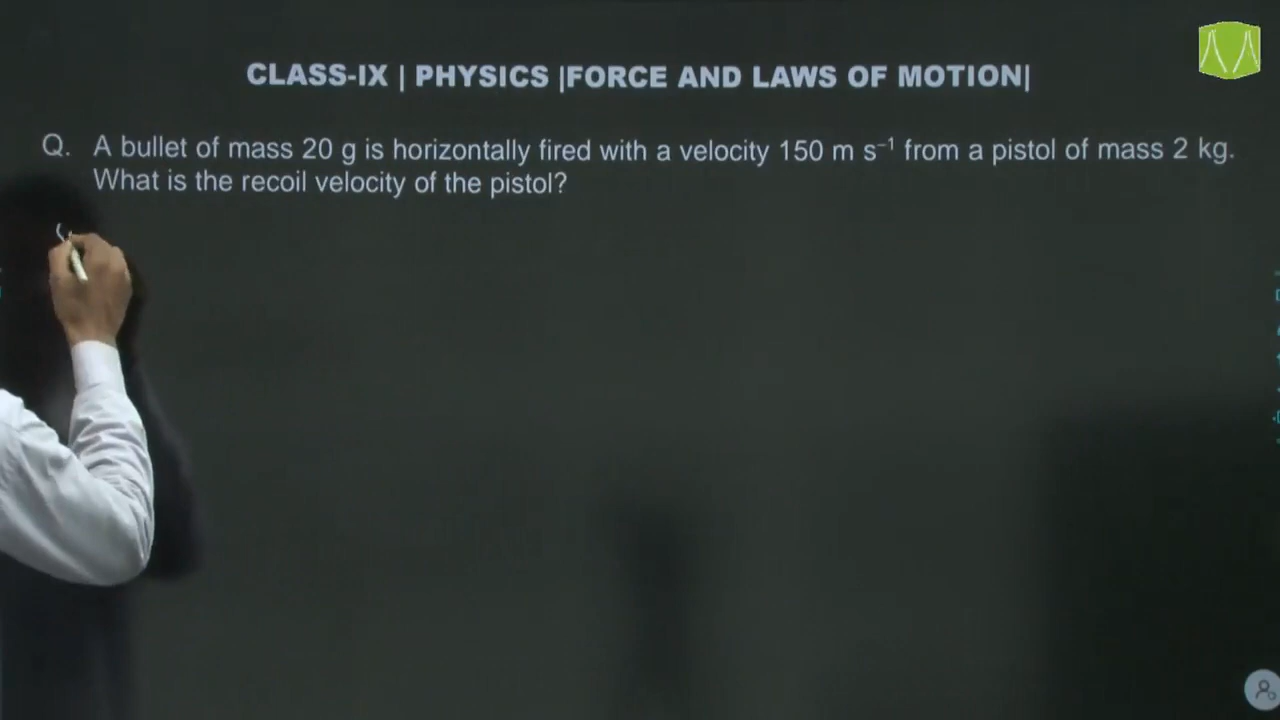 CLASS-IX | PHYSICS |FORCE AND LAWS OF MOTION|
Q. A bullet of mass 20 g is horizontally fired with a velocity 150 m s⁻¹ from a pistol of mass 2 kg.
What is the recoil velocity of the pistol?